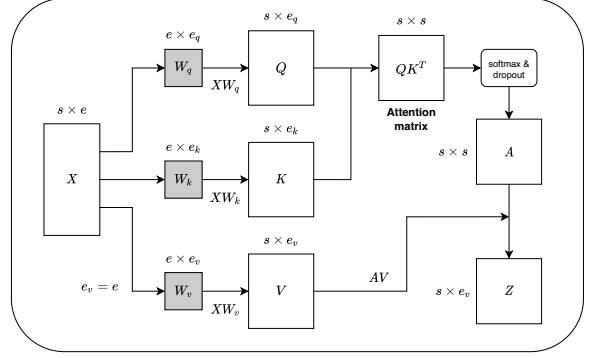 s × s
s × e_q
e × e_q
W_q
XW_q
Q
QK^T
softmax &
dropout
Attention
matrix
s × e
X
e × e_k
W_k
XW_k
s × e_k
K
s × s
A
s × e_v
e × e_v
e_v = e
W_v
XW_v
V
AV
s × e_v
Z